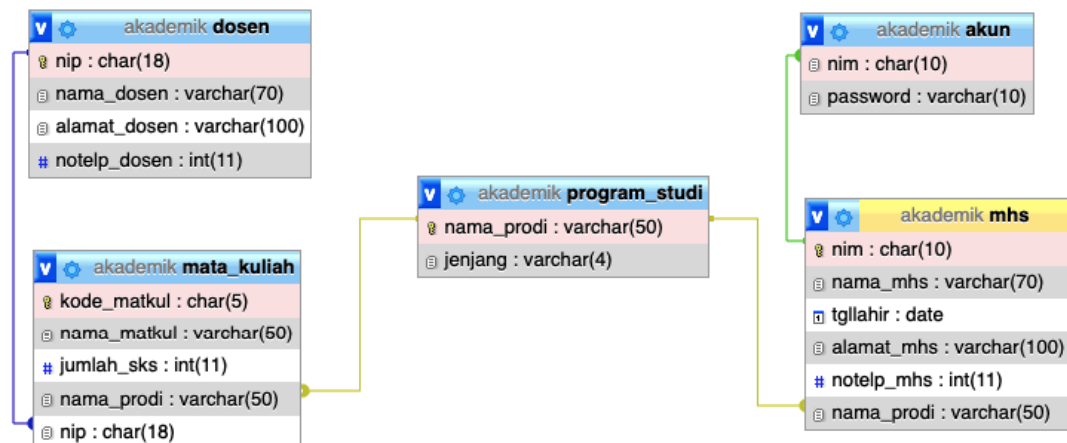 akademik dosen
nip : char(18)
nama_dosen : varchar(70)
alamat_dosen : varchar(100)
# notelp_dosen : int(11)
akademik mata_kuliah
kode_matkul : char(5)
nama_matkul : varchar(50)
# jumlah_sks : int(11)
nama_prodi : varchar(50)
nip : char(18)
akademik program_studi
nama_prodi : varchar(50)
jenjang : varchar(4)
akademik akun
nim : char(10)
password : varchar(10)
akademik mhs
nim : char(10)
nama_mhs : varchar(70)
tgllahir : date
alamat_mhs : varchar(100)
# notelp_mhs : int(11)
nama_prodi : varchar(50)